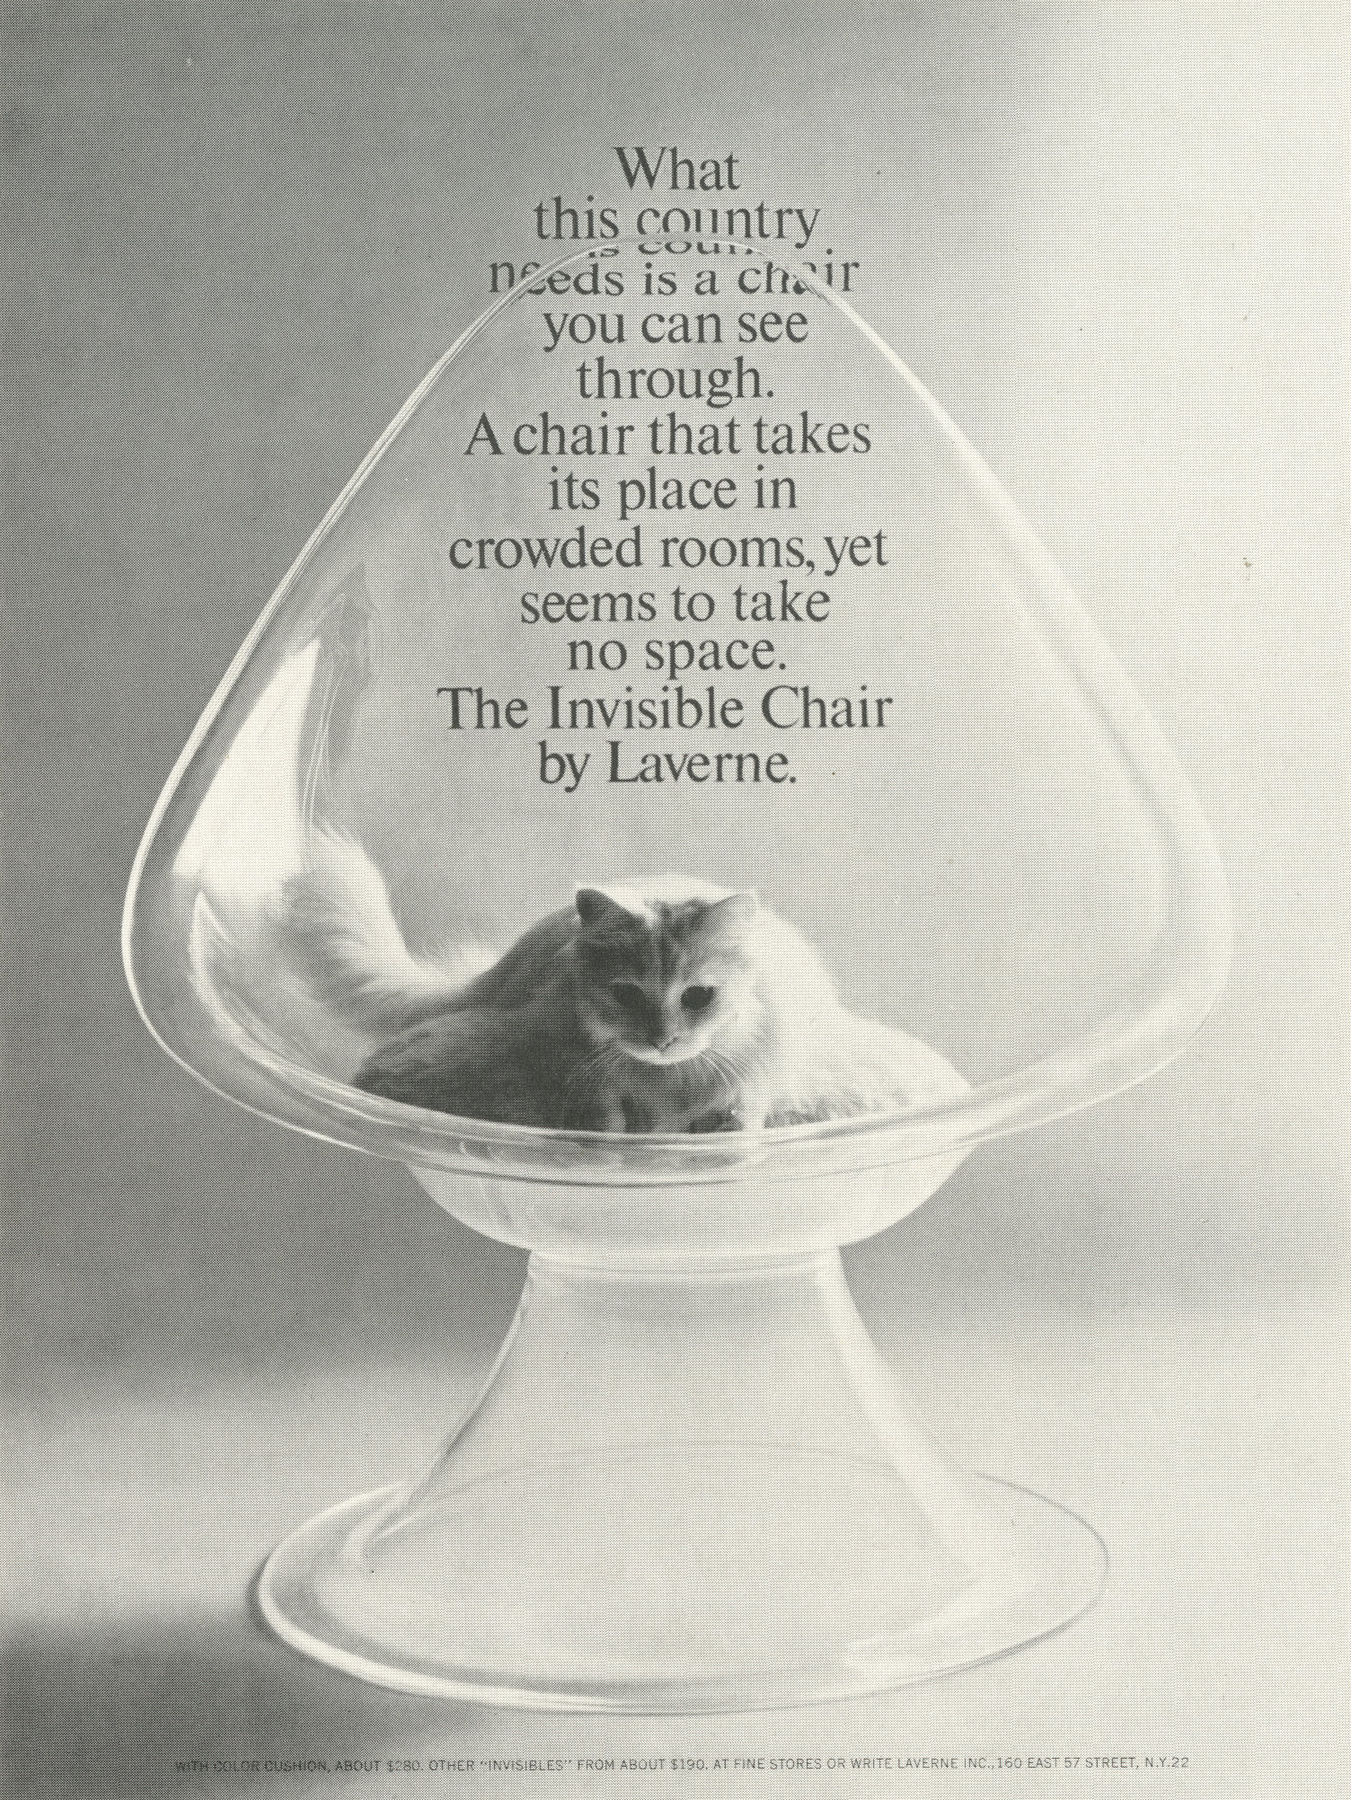 What
this country
needs is a chair
you can see
through.
A chair that takes
its place in
crowded rooms, yet
seems to take
no space.
The Invisible Chair
by Laverne.
WITH COLOR CUSHION, ABOUT $280. OTHER "INVISIBLES" FROM ABOUT $190. AT FINE STORES OR WRITE LAVERNE INC., 160 EAST 57 STREET, N.Y. 22